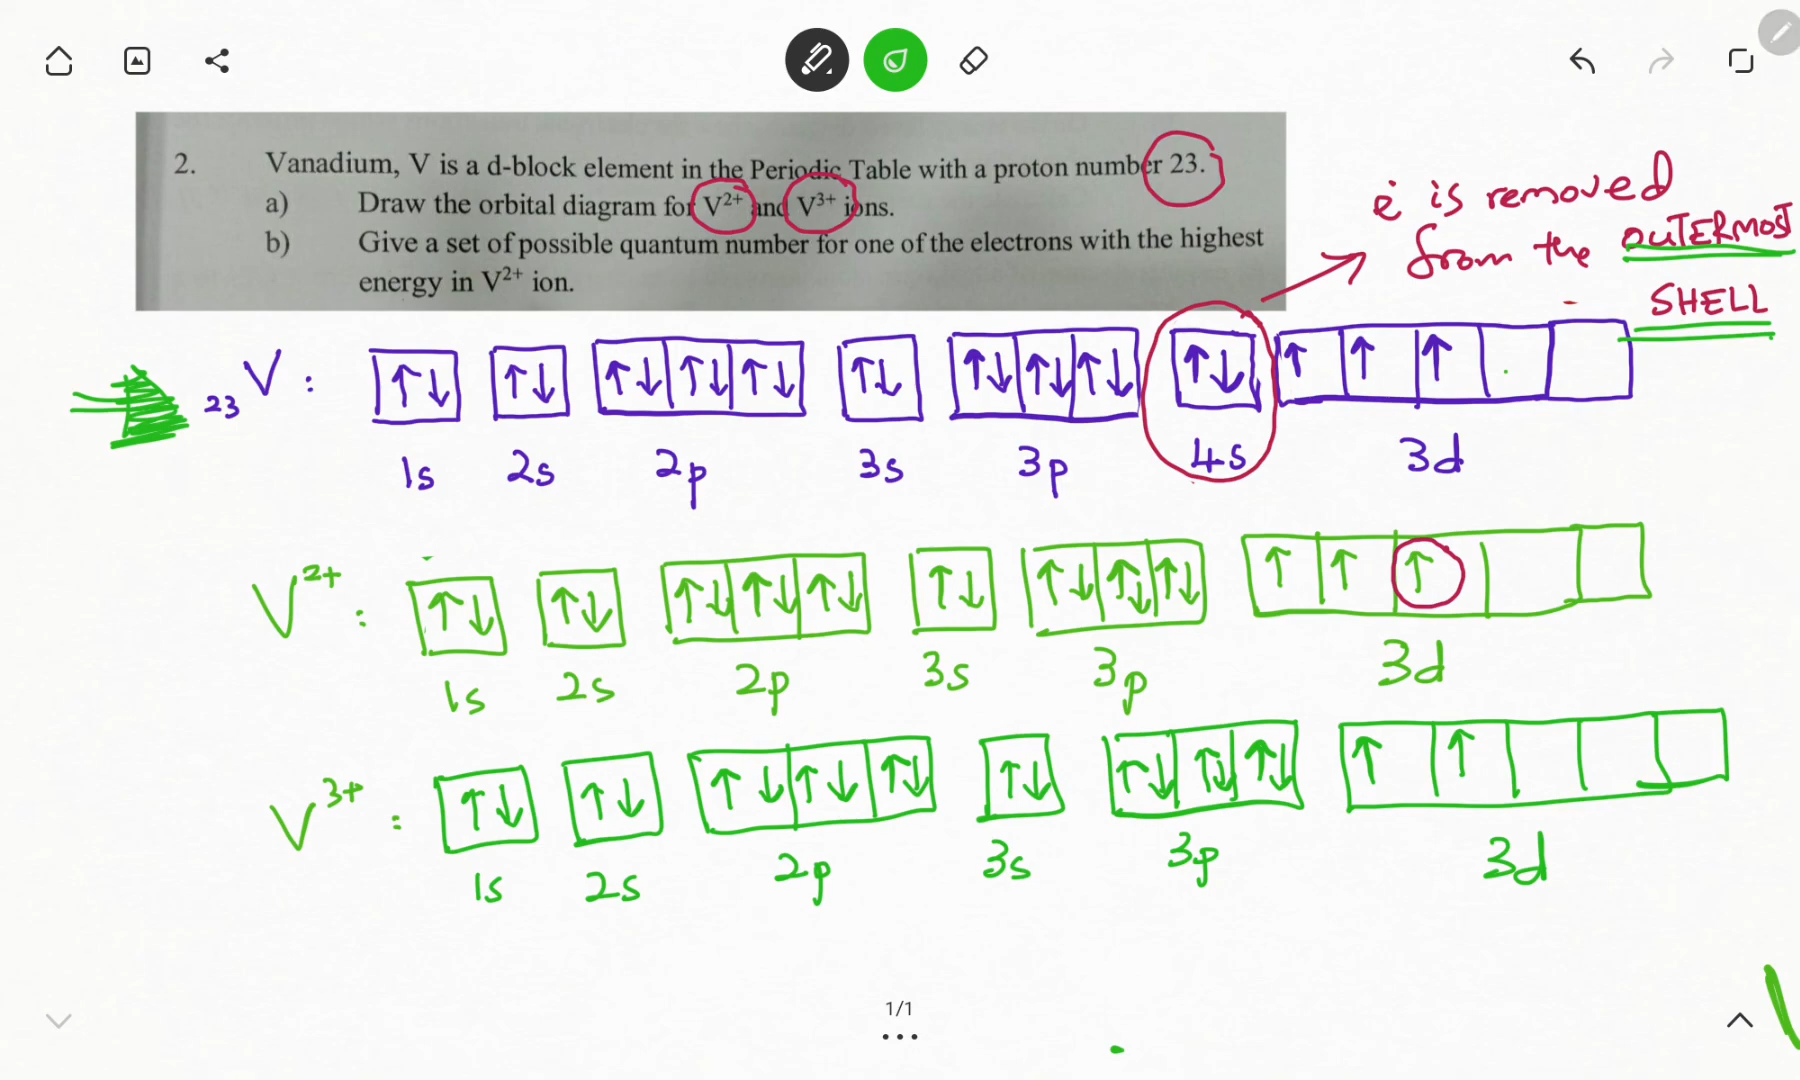 2. Vanadium, V is a d-block element in the Periodic Table with a proton number 23.
a) Draw the orbital diagram for V²⁺ and V³⁺ ions.
b) Give a set of possible quantum number for one of the electrons with the highest
energy in V²⁺ ion.
ė is removed
from the OUTERMOST
SHELL
₂₃V : ↑↓ ↑↓ ↑↓ ↑↓ ↑↓ ↑↓ ↑↓ ↑↓ ↑↓ ↑↓ ↑ ↑ ↑
1s 2s 2p 3s 3p 4s 3d
V²⁺ : ↑↓ ↑↓ ↑↓ ↑↓ ↑↓ ↑↓ ↑↓ ↑↓ ↑↓ ↑ ↑ ↑
1s 2s 2p 3s 3p 3d
V³⁺ : ↑↓ ↑↓ ↑↓ ↑↓ ↑↓ ↑↓ ↑↓ ↑↓ ↑↓ ↑ ↑
1s 2s 2p 3s 3p 3d
1/1